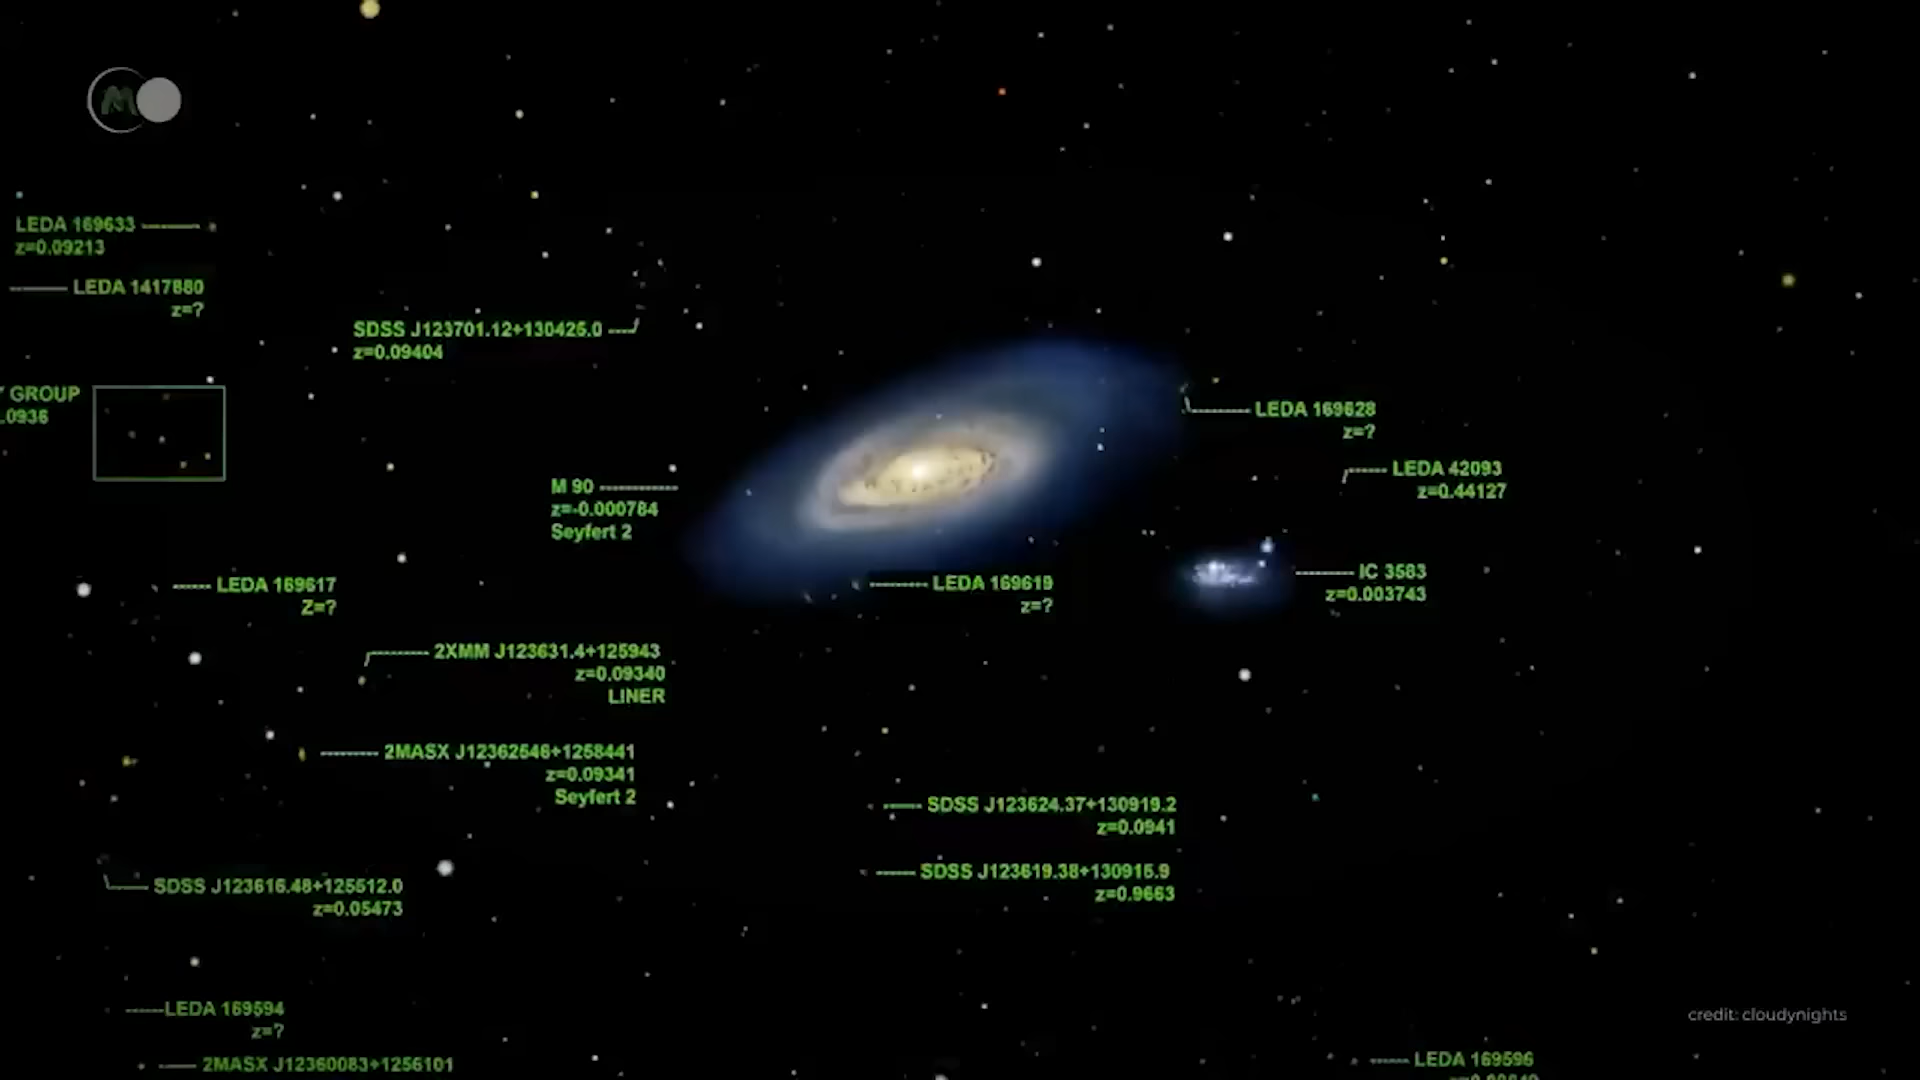 M
LEDA 169633
z=0.09213
LEDA 1417880
z=?
SDSS J123701.12+130425.0
z=0.09404
GROUP
.0936
LEDA 169628
z=?
LEDA 42093
z=0.44127
M 90
z=-0.000784
Seyfert 2
IC 3583
z=0.003743
LEDA 169617
Z=?
LEDA 169619
z=?
2XMM J123631.4+125943
z=0.09340
LINER
2MASX J12362546+1258441
z=0.09341
Seyfert 2
SDSS J123624.37+130919.2
z=0.0941
SDSS J123619.38+130915.9
z=0.9663
SDSS J123616.48+125512.0
z=0.05473
LEDA 169594
z=?
credit: cloudynights
2MASX J12360083+1256101
LEDA 169596